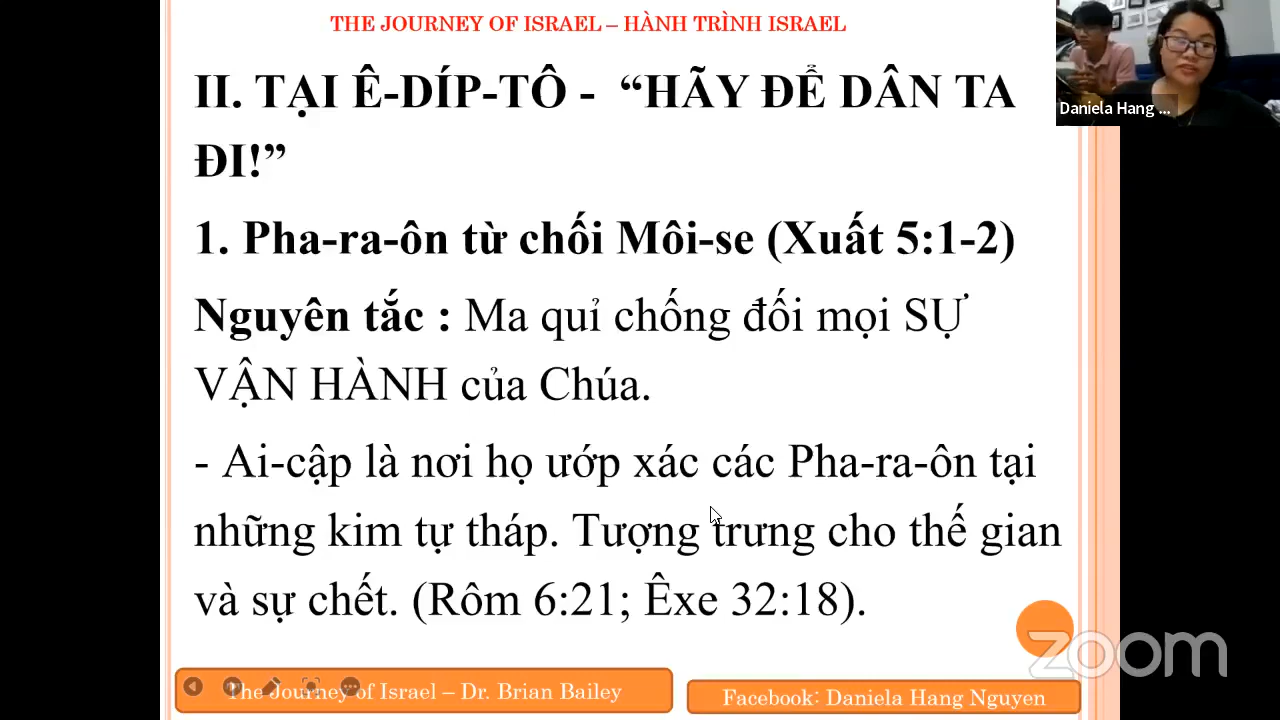 THE JOURNEY OF ISRAEL – HÀNH TRÌNH ISRAEL
Daniela Hang ...
II. TẠI Ê-DÍP-TÔ - “HÃY ĐỂ DÂN TA
ĐI!”
1. Pha-ra-ôn từ chối Môi-se (Xuất 5:1-2)
Nguyên tắc : Ma quỉ chống đối mọi SỰ
VẬN HÀNH của Chúa.
- Ai-cập là nơi họ ướp xác các Pha-ra-ôn tại
những kim tự tháp. Tượng trưng cho thế gian
và sự chết. (Rôm 6:21; Êxe 32:18).
zoom
The Journey of Israel – Dr. Brian Bailey
Facebook: Daniela Hang Nguyen